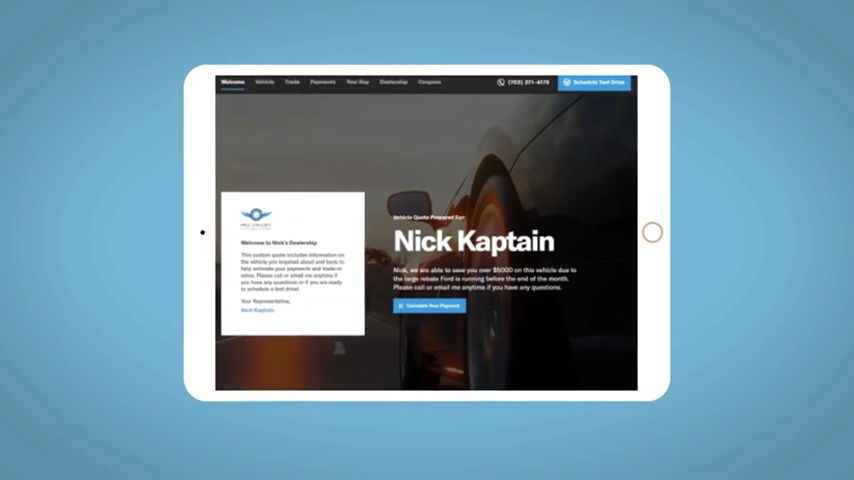 Welcome Vehicle Trade Payments Your Rep Dealership Coupons
(702) 271-4175 Schedule Test Drive
HILL VALLEY
Welcome to Nick's Dealership
This custom quote includes information on
the vehicle you inquired about and tools to
help estimate your payments and trade-in
value. Please call or email me anytime if
you have any questions or if you are ready
to schedule a test drive!
Your Representative,
Nick Kaptain
Vehicle Quote Prepared For:
Nick Kaptain
Nick, we are able to save you over $6000 on this vehicle due to
the large rebate Ford is running before the end of the month.
Please call or email me anytime if you have any questions.
Calculate Your Payment